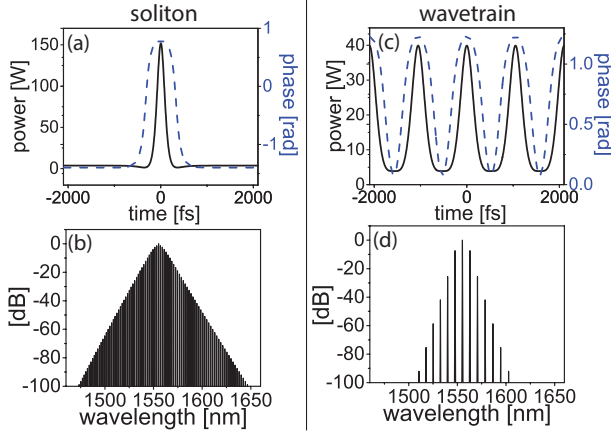 soliton
wavetrain
(a)
150
100
50
0
power [W]
1
0
-1
phase [rad]
-2000 0 2000
time [fs]
(c)
40
30
20
10
0
power [W]
1.0
0.5
0.0
phase [rad]
-2000 0 2000
time [fs]
(b)
0
-20
-40
-60
-80
-100
[dB]
1500 1550 1600 1650
wavelength [nm]
(d)
0
-20
-40
-60
-80
-100
[dB]
1500 1550 1600 1650
wavelength [nm]